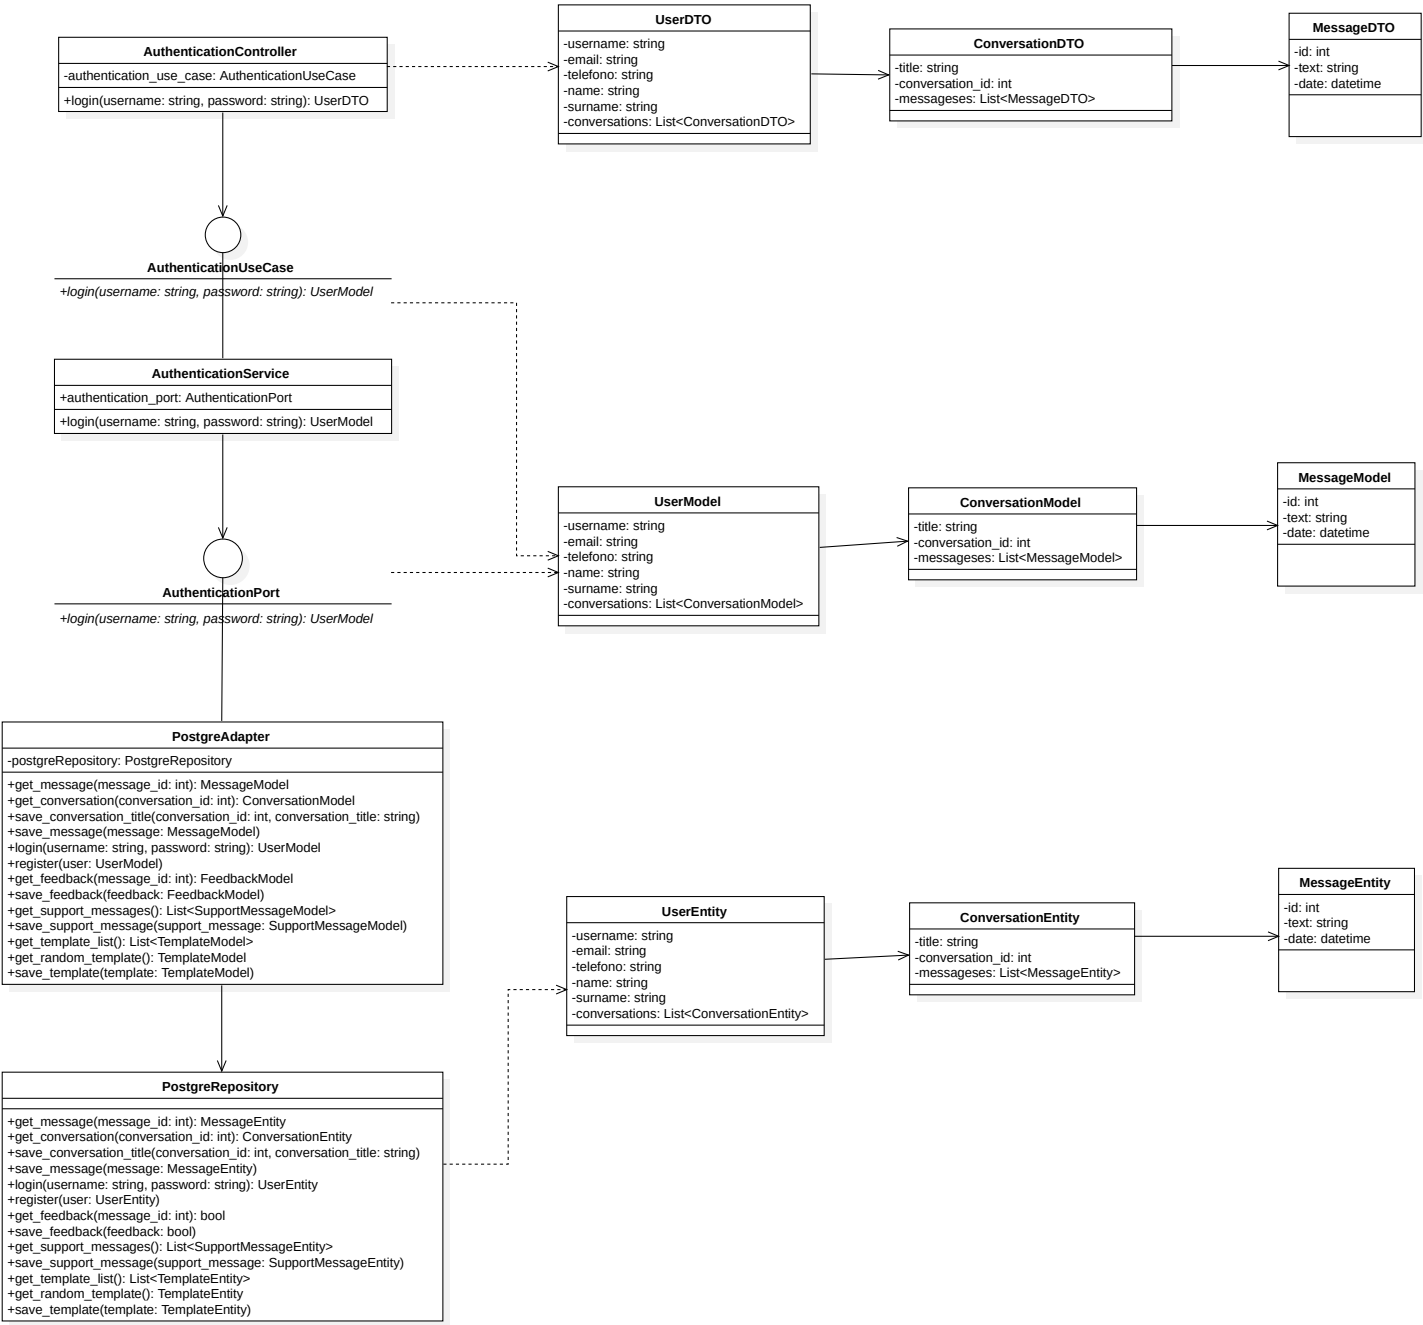 AuthenticationController
-authentication_use_case: AuthenticationUseCase
+login(username: string, password: string): UserDTO
UserDTO
-username: string
-email: string
-telefono: string
-name: string
-surname: string
-conversations: List<ConversationDTO>
ConversationDTO
-title: string
-conversation_id: int
-messageses: List<MessageDTO>
MessageDTO
-id: int
-text: string
-date: datetime
AuthenticationUseCase
+login(username: string, password: string): UserModel
AuthenticationService
+authentication_port: AuthenticationPort
+login(username: string, password: string): UserModel
AuthenticationPort
+login(username: string, password: string): UserModel
UserModel
-username: string
-email: string
-telefono: string
-name: string
-surname: string
-conversations: List<ConversationModel>
ConversationModel
-title: string
-conversation_id: int
-messageses: List<MessageModel>
MessageModel
-id: int
-text: string
-date: datetime
PostgreAdapter
-postgreRepository: PostgreRepository
+get_message(message_id: int): MessageModel
+get_conversation(conversation_id: int): ConversationModel
+save_conversation_title(conversation_id: int, conversation_title: string)
+save_message(message: MessageModel)
+login(username: string, password: string): UserModel
+register(user: UserModel)
+get_feedback(message_id: int): FeedbackModel
+save_feedback(feedback: FeedbackModel)
+get_support_messages(): List<SupportMessageModel>
+save_support_message(support_message: SupportMessageModel)
+get_template_list(): List<TemplateModel>
+get_random_template(): TemplateModel
+save_template(template: TemplateModel)
UserEntity
-username: string
-email: string
-telefono: string
-name: string
-surname: string
-conversations: List<ConversationEntity>
ConversationEntity
-title: string
-conversation_id: int
-messageses: List<MessageEntity>
MessageEntity
-id: int
-text: string
-date: datetime
PostgreRepository
+get_message(message_id: int): MessageEntity
+get_conversation(conversation_id: int): ConversationEntity
+save_conversation_title(conversation_id: int, conversation_title: string)
+save_message(message: MessageEntity)
+login(username: string, password: string): UserEntity
+register(user: UserEntity)
+get_feedback(message_id: int): bool
+save_feedback(feedback: bool)
+get_support_messages(): List<SupportMessageEntity>
+save_support_message(support_message: SupportMessageEntity)
+get_template_list(): List<TemplateEntity>
+get_random_template(): TemplateEntity
+save_template(template: TemplateEntity)